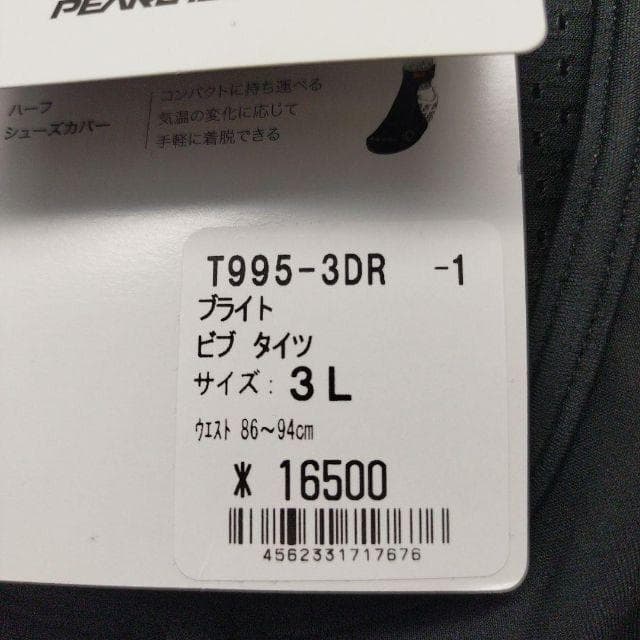 ハーフ
シューズカバー
コンパクトに持ち運べる
気温の変化に応じて
手軽に着脱できる
T995-3DR -1
ブライト
ビブ タイツ
サイズ: 3L
ウエスト 86～94cm
¥ 16500
4562331717676